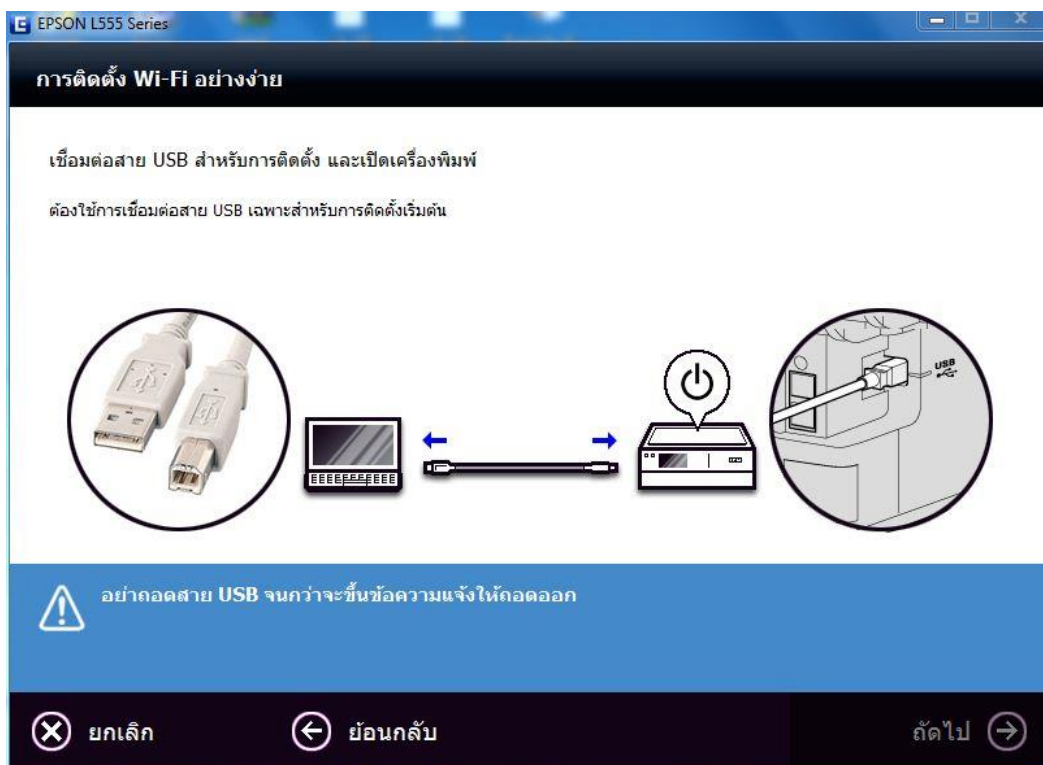 EPSON L555 Series
การติดตั้ง Wi-Fi อย่างง่าย
เชื่อมต่อสาย USB สำหรับการติดตั้ง และเปิดเครื่องพิมพ์
ต้องใช้การเชื่อมต่อสาย USB เฉพาะสำหรับการติดตั้งเริ่มต้น
USB
อย่าถอดสาย USB จนกว่าจะขึ้นข้อความแจ้งให้ถอดออก
ยกเลิก
ย้อนกลับ
ถัดไป